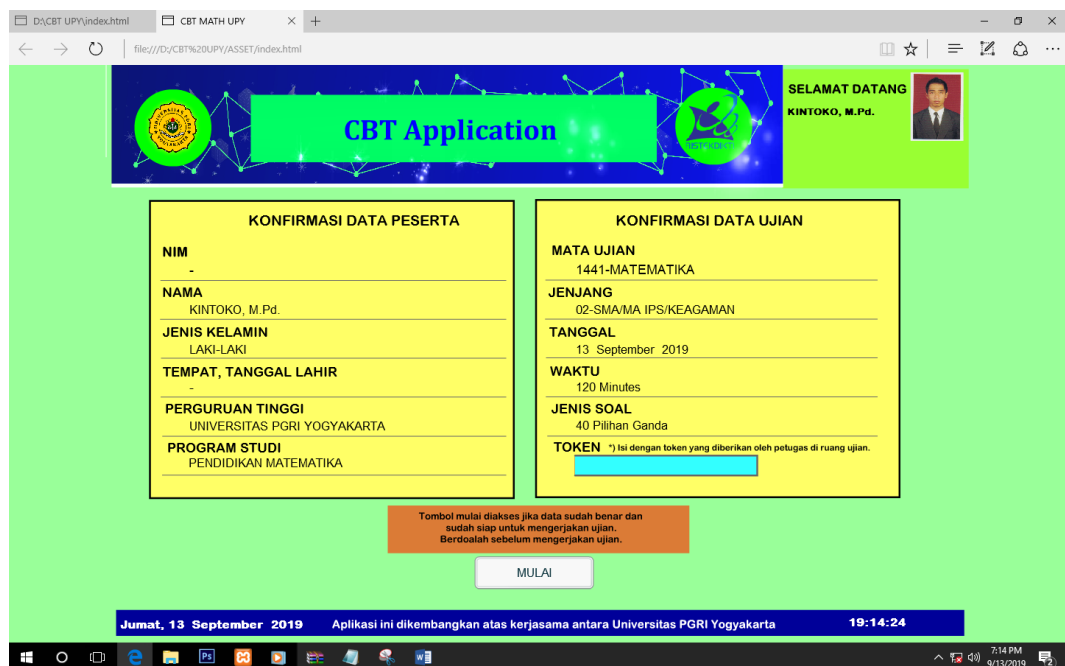 D:\CBT UPY\index.html
CBT MATH UPY
file:///D:/CBT%20UPY/ASSET/index.html
CBT Application
RISTEKDIKTI
SELAMAT DATANG
KINTOKO, M.Pd.
KONFIRMASI DATA PESERTA
NIM
-
NAMA
KINTOKO, M.Pd.
JENIS KELAMIN
LAKI-LAKI
TEMPAT, TANGGAL LAHIR
-
PERGURUAN TINGGI
UNIVERSITAS PGRI YOGYAKARTA
PROGRAM STUDI
PENDIDIKAN MATEMATIKA
KONFIRMASI DATA UJIAN
MATA UJIAN
1441-MATEMATIKA
JENJANG
02-SMA/MA IPS/KEAGAMAN
TANGGAL
13 September 2019
WAKTU
120 Minutes
JENIS SOAL
40 Pilihan Ganda
TOKEN *) Isi dengan token yang diberikan oleh petugas di ruang ujian.
Tombol mulai diakses jika data sudah benar dan
sudah siap untuk mengerjakan ujian.
Berdoalah sebelum mengerjakan ujian.
MULAI
Jumat, 13 September 2019 Aplikasi ini dikembangkan atas kerjasama antara Universitas PGRI Yogyakarta 19:14:24
7:14 PM
9/13/2019